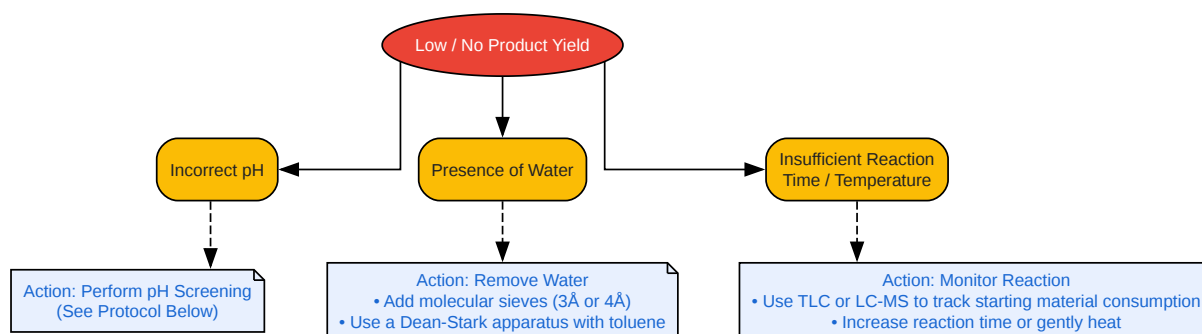 Low / No Product Yield
Incorrect pH
Presence of Water
Insufficient Reaction
Time / Temperature
Action: Perform pH Screening
(See Protocol Below)
Action: Remove Water
• Add molecular sieves (3Å or 4Å)
• Use a Dean-Stark apparatus with toluene
Action: Monitor Reaction
• Use TLC or LC-MS to track starting material consumption
• Increase reaction time or gently heat